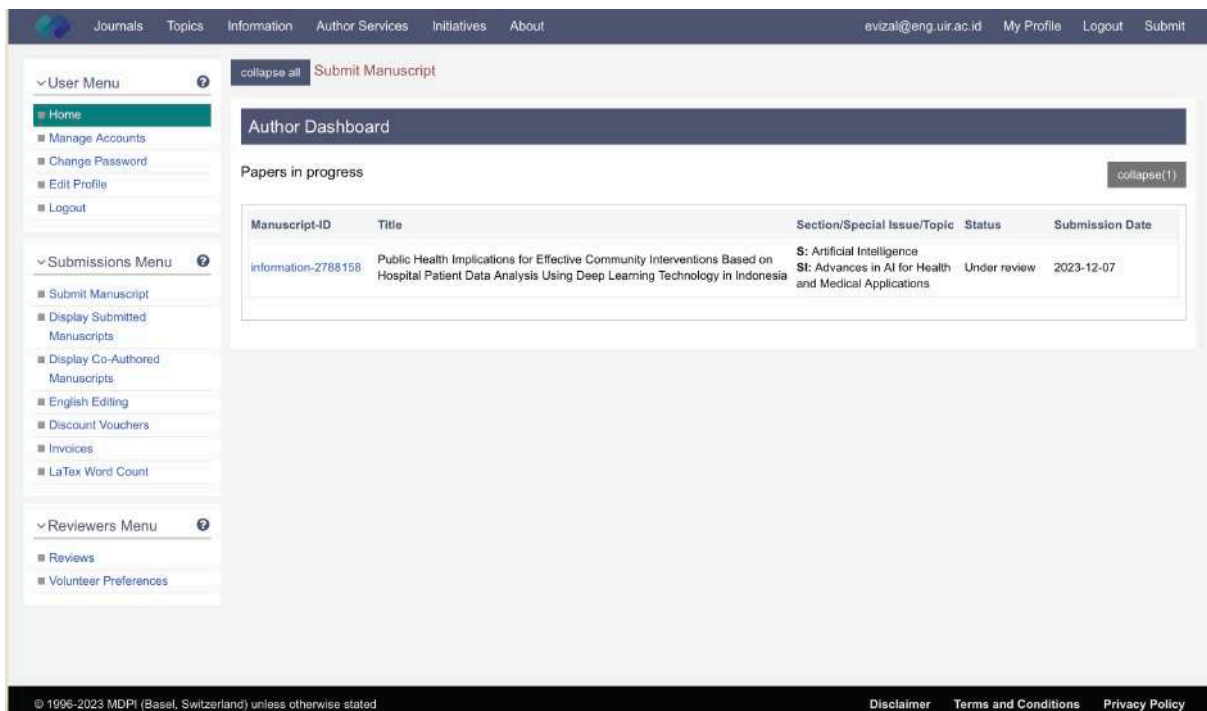 Journals Topics Information Author Services Initiatives About evizal@eng.uir.ac.id My Profile Logout Submit
User Menu
Home
Manage Accounts
Change Password
Edit Profile
Logout
Submissions Menu
Submit Manuscript
Display Submitted
Manuscripts
Display Co-Authored
Manuscripts
English Editing
Discount Vouchers
Invoices
LaTex Word Count
Reviewers Menu
Reviews
Volunteer Preferences
collapse all Submit Manuscript
Author Dashboard
Papers in progress collapse(1)
Manuscript-ID Title Section/Special Issue/Topic Status Submission Date
information-2788158
Public Health Implications for Effective Community Interventions Based on
Hospital Patient Data Analysis Using Deep Learning Technology in Indonesia
S: Artificial Intelligence
SI: Advances in AI for Health
and Medical Applications
Under review
2023-12-07
© 1996-2023 MDPI (Basel, Switzerland) unless otherwise stated Disclaimer Terms and Conditions Privacy Policy